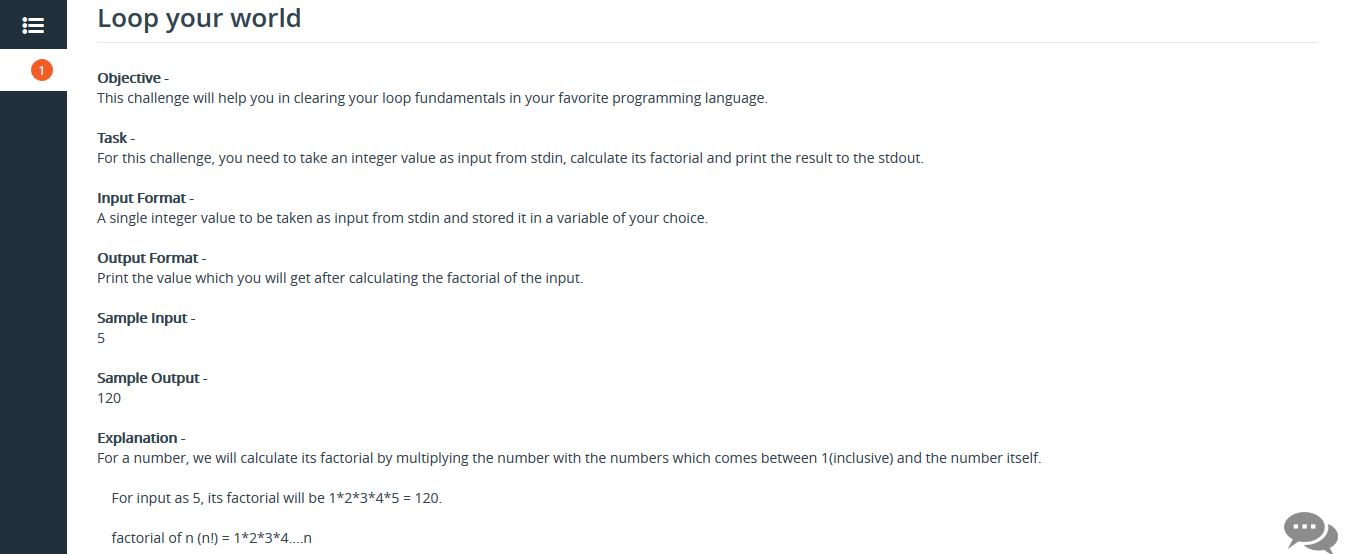 Loop your world
1
Objective -
This challenge will help you in clearing your loop fundamentals in your favorite programming language.
Task -
For this challenge, you need to take an integer value as input from stdin, calculate its factorial and print the result to the stdout.
Input Format -
A single integer value to be taken as input from stdin and stored it in a variable of your choice.
Output Format -
Print the value which you will get after calculating the factorial of the input.
Sample Input -
5
Sample Output -
120
Explanation -
For a number, we will calculate its factorial by multiplying the number with the numbers which comes between 1(inclusive) and the number itself.
For input as 5, its factorial will be 1*2*3*4*5 = 120.
factorial of n (n!) = 1*2*3*4....n